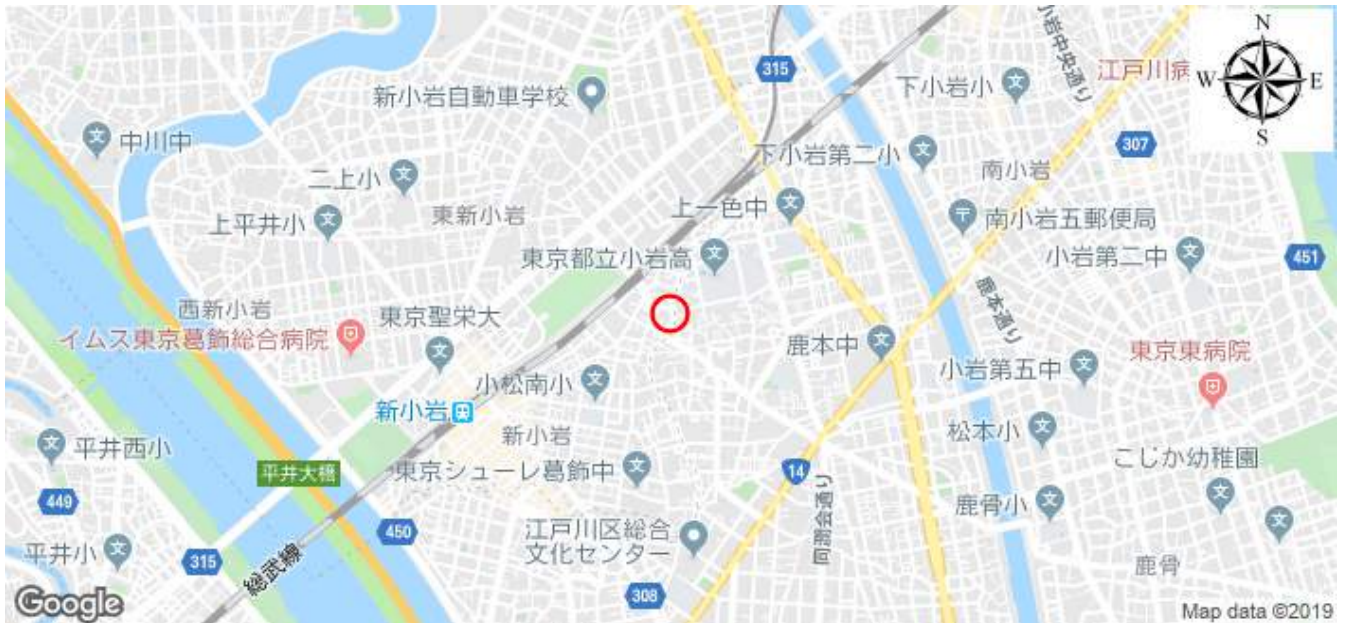 N
W
E
S
315
新小岩自動車学校
下小岩小
江戸川病
小岩中央通り
中川中
307
二上小
下小岩第二小
南小岩
上一色中
東新小岩
上平井小
南小岩五郵便局
東京都立小岩高
小岩第二中
451
西新小岩
鹿本通り
東京聖栄大
イムス東京葛飾総合病院
鹿本中
小岩第五中
東京東病院
小松南小
新小岩
新小岩
松本小
平井西小
平井大橋
東京シューレ葛飾中
14
こじか幼稚園
449
鹿骨小
450
江戸川区総合
文化センター
平井小
315
総武線
鹿骨
308
Google
Map data ©2019